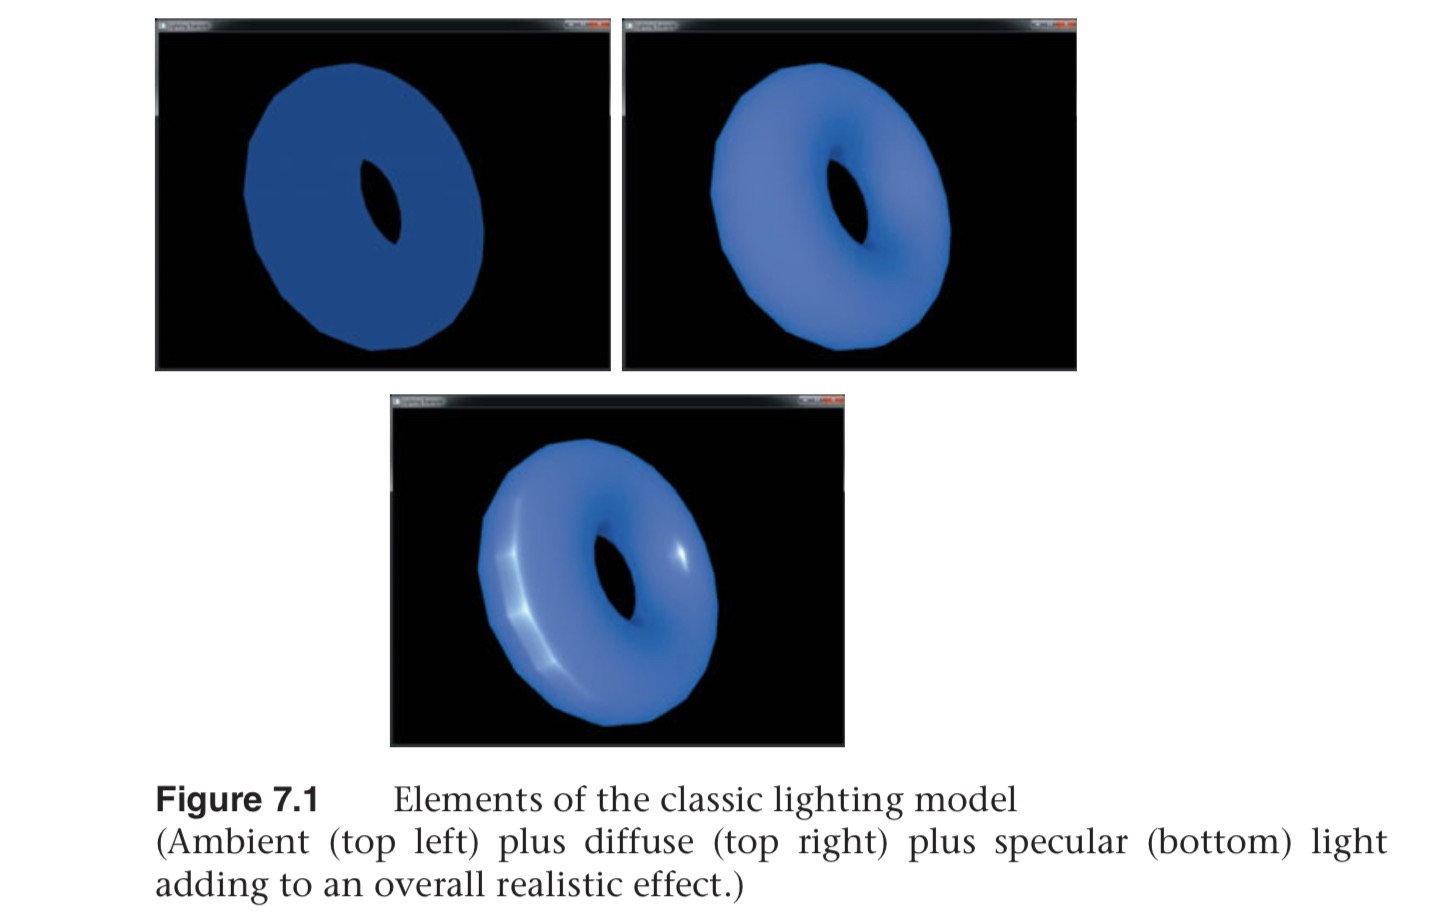 Figure 7.1 Elements of the classic lighting model
(Ambient (top left) plus diffuse (top right) plus specular (bottom) light
adding to an overall realistic effect.)